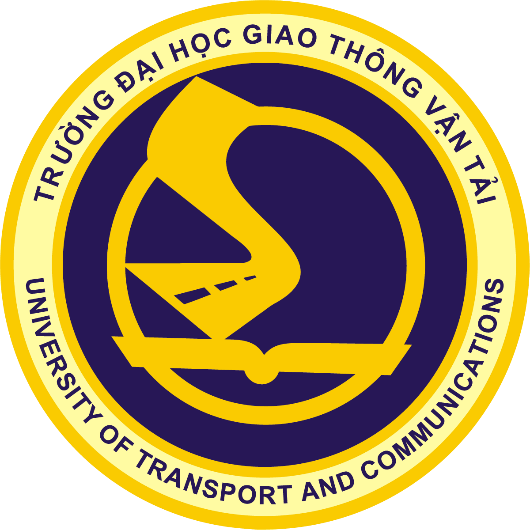 TRƯỜNG ĐẠI HỌC GIAO THÔNG VẬN TẢI
UNIVERSITY OF TRANSPORT AND COMMUNICATIONS